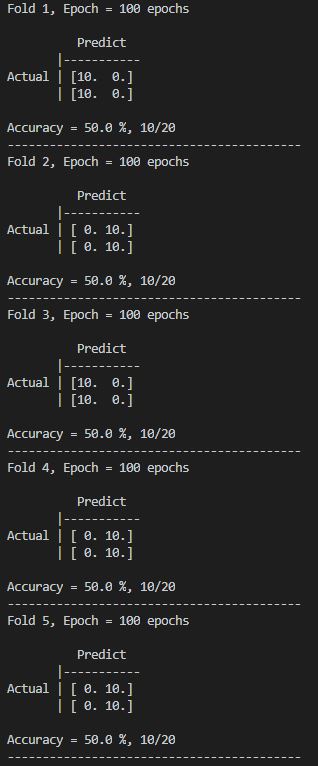 Fold 1, Epoch = 100 epochs
Predict
|-----------
Actual | [10.  0.]
| [10.  0.]
Accuracy = 50.0 %, 10/20
------------------------------------------
Fold 2, Epoch = 100 epochs
Predict
|-----------
Actual | [ 0. 10.]
| [ 0. 10.]
Accuracy = 50.0 %, 10/20
------------------------------------------
Fold 3, Epoch = 100 epochs
Predict
|-----------
Actual | [10.  0.]
| [10.  0.]
Accuracy = 50.0 %, 10/20
------------------------------------------
Fold 4, Epoch = 100 epochs
Predict
|-----------
Actual | [ 0. 10.]
| [ 0. 10.]
Accuracy = 50.0 %, 10/20
------------------------------------------
Fold 5, Epoch = 100 epochs
Predict
|-----------
Actual | [ 0. 10.]
| [ 0. 10.]
Accuracy = 50.0 %, 10/20
------------------------------------------